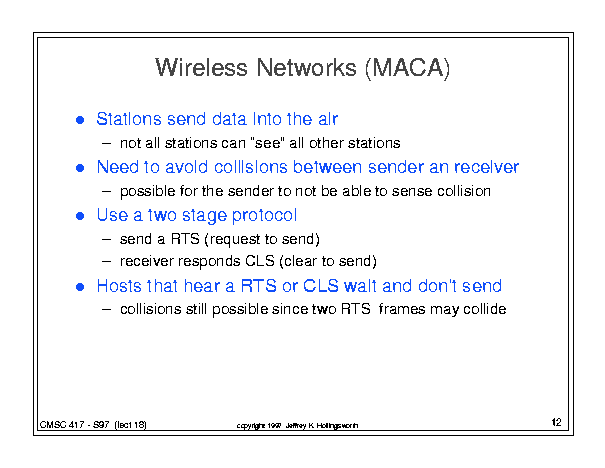 Wireless Networks (MACA)
● Stations send data into the air
– not all stations can "see" all other stations
● Need to avoid collisions between sender an receiver
– possible for the sender to not be able to sense collision
● Use a two stage protocol
– send a RTS (request to send)
– receiver responds CLS (clear to send)
● Hosts that hear a RTS or CLS wait and don't send
– collisions still possible since two RTS frames may collide
CMSC 417 - S97 (lect 18)
copyright 1997 Jeffrey K. Hollingsworth
12